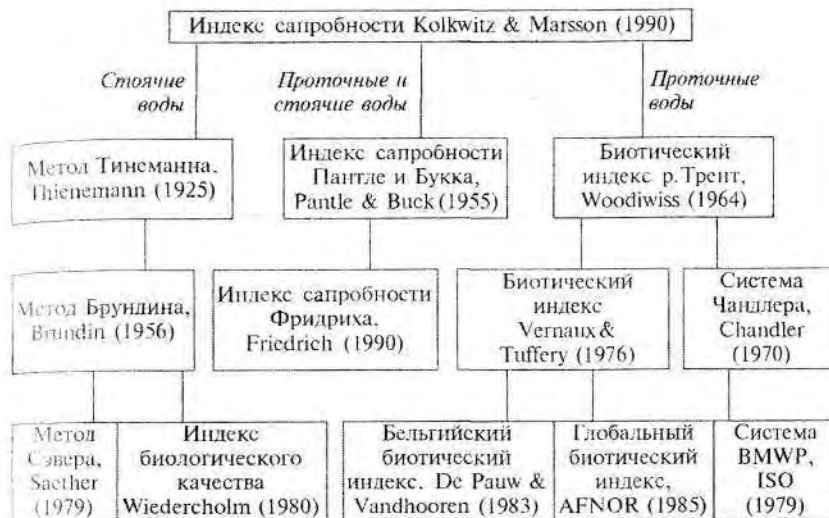 Индекс сапробности Kolkwitz & Marsson (1990)
Стоячие
воды
Проточные и
стоячие воды
Проточные
воды
Метод Тинеманна,
Thienemann (1925)
Индекс сапробности
Пантле и Букка,
Pantle & Buck (1955)
Биотический
индекс р.Трент,
Woodiwiss (1964)
Метод Брундина,
Brundin (1956)
Индекс сапробности
Фридриха.
Friedrich (1990)
Биотический
индекс
Vernaux &
Tuffery (1976)
Система
Чандлера,
Chandler
(1970)
Метод
Сэвера,
Saether
(1979)
Индекс
биологического
качества
Wiedercholm (1980)
Бельгийский
биотический
индекс. De Pauw &
Vandhooren (1983)
Глобальный
биотический
индекс,
AFNOR (1985)
Система
BMWP,
ISO
(1979)